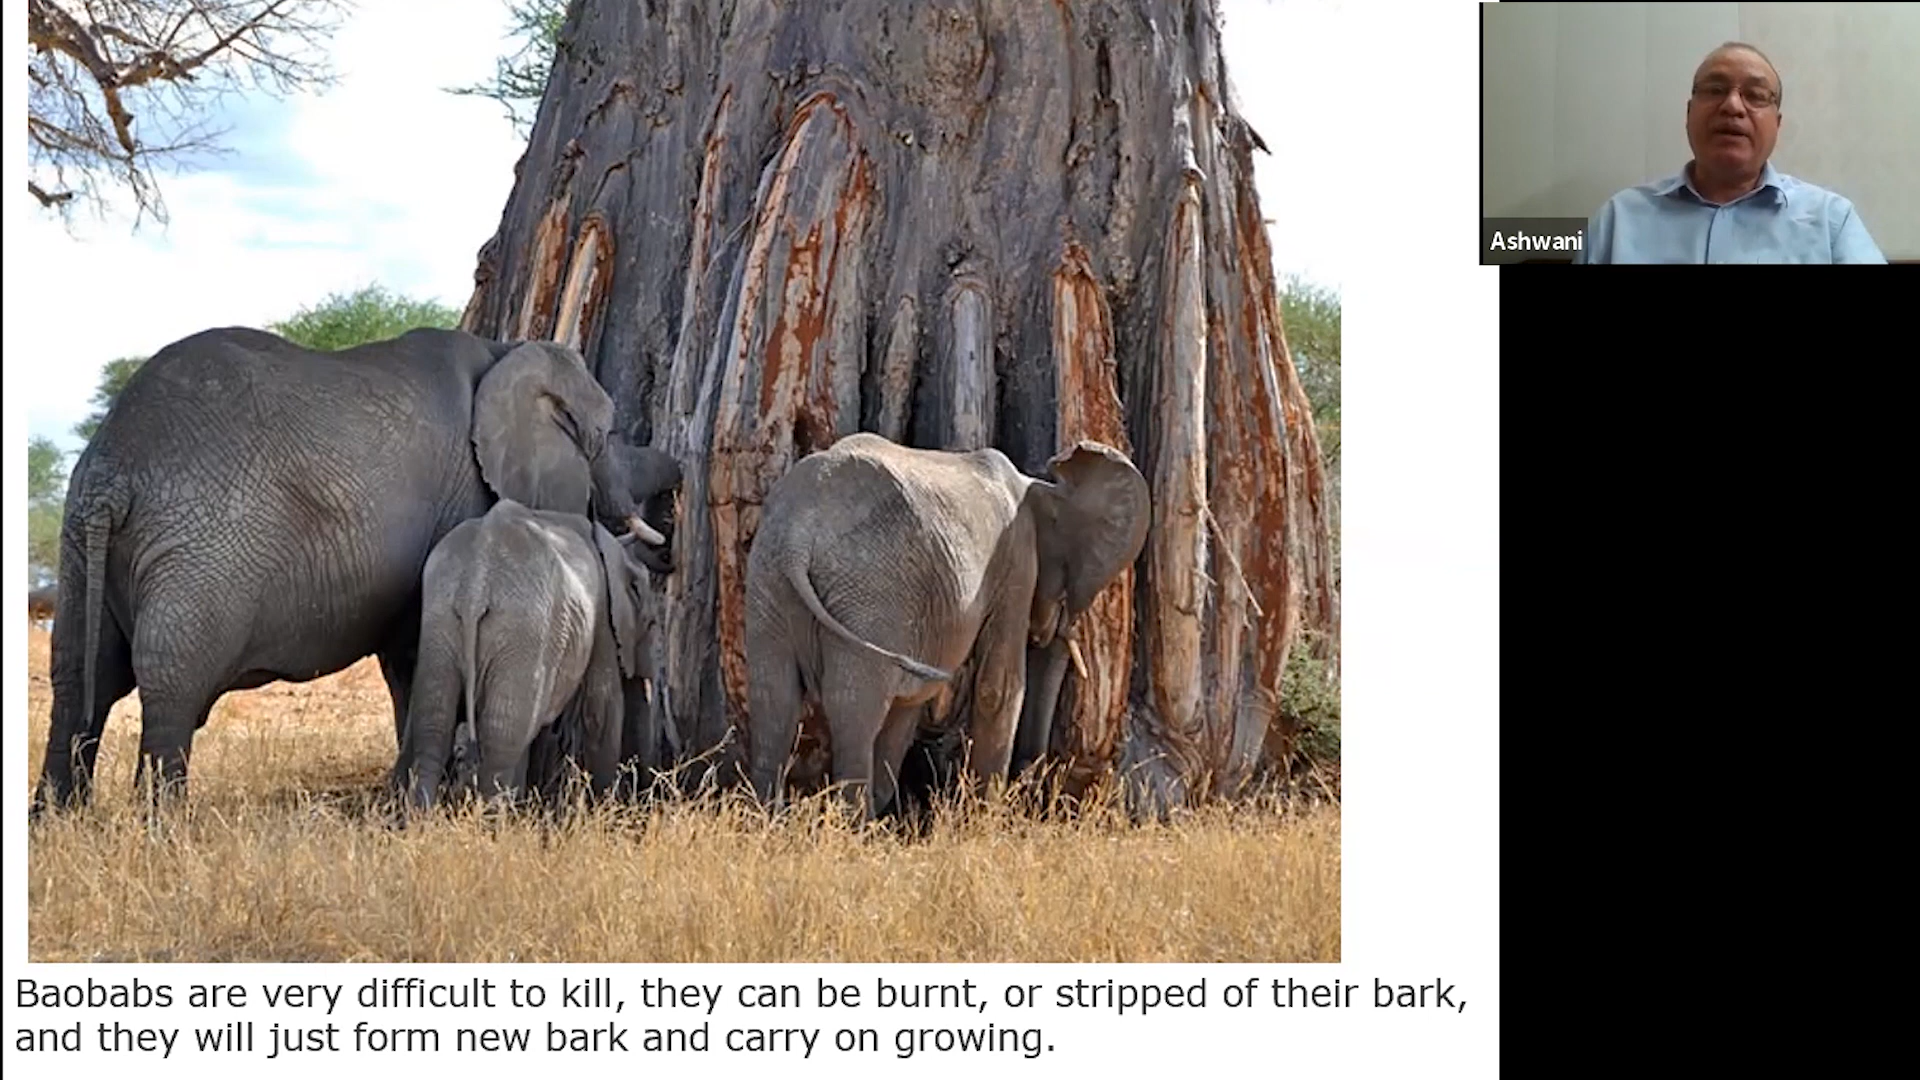 Ashwani
Baobabs are very difficult to kill, they can be burnt, or stripped of their bark,
and they will just form new bark and carry on growing.